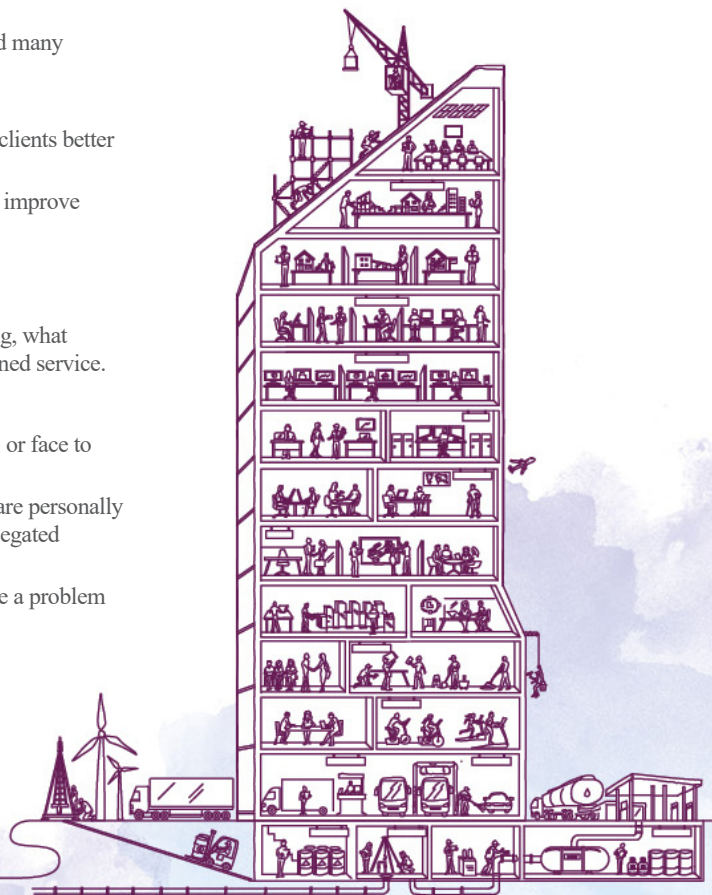 d many
clients better
improve
g, what
ned service.
or face to
are personally
egated
e a problem